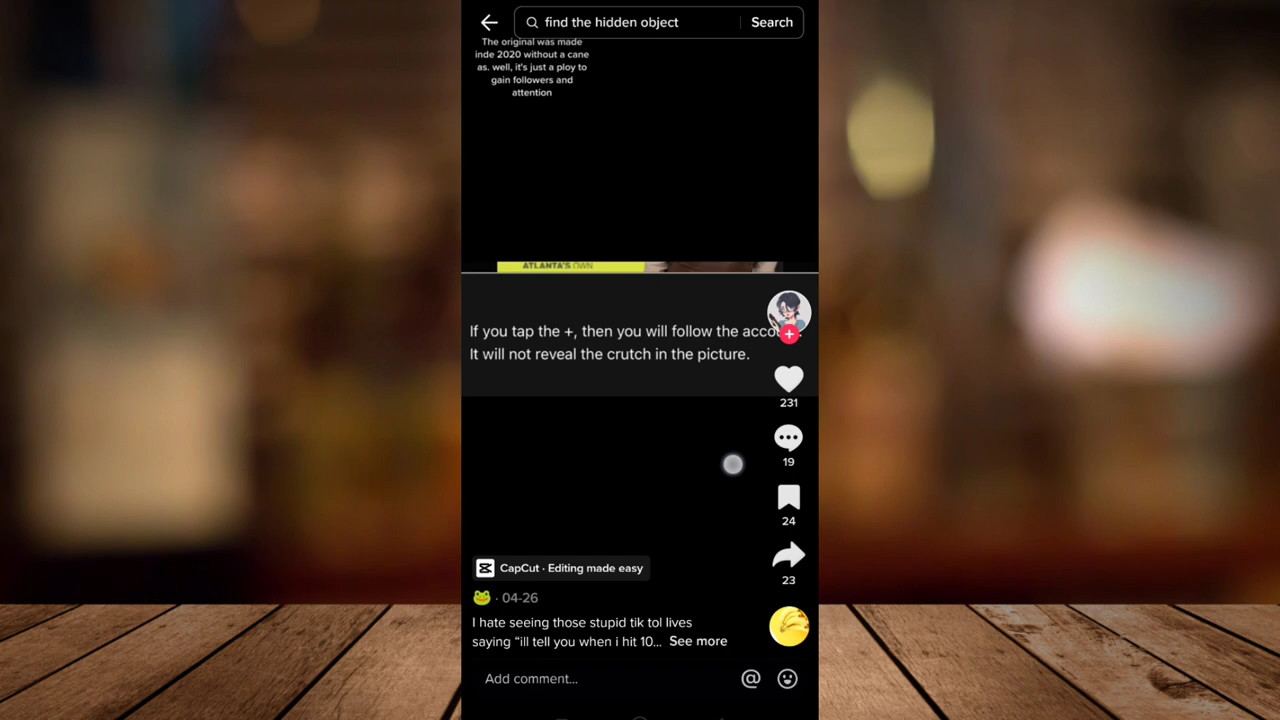 find the hidden object
Search
The original was made
inde 2020 without a cane
as. well, it's just a ploy to
gain followers and
attention
ATLANTA'S OWN
If you tap the +, then you will follow the
It will not reveal the crutch in the picture.
231
19
24
23
CapCut · Editing made easy
🐸 · 04-26
I hate seeing those stupid tik tol lives
saying “ill tell you when i hit 10... See more
Add comment...
@